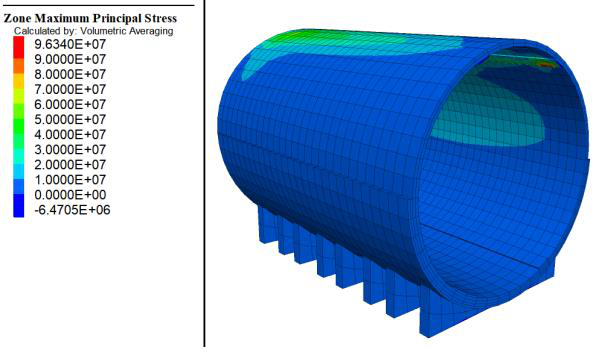 Zone Maximum Principal Stress
Calculated by: Volumetric Averaging
9.6340E+07
9.0000E+07
8.0000E+07
7.0000E+07
6.0000E+07
5.0000E+07
4.0000E+07
3.0000E+07
2.0000E+07
1.0000E+07
0.0000E+00
-6.4705E+06